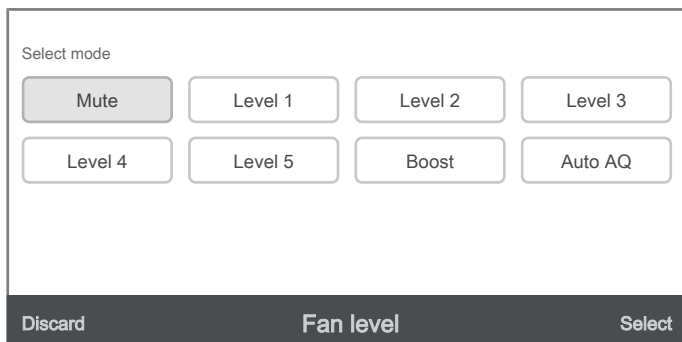 Select mode
Mute Level 1 Level 2 Level 3
Level 4 Level 5 Boost Auto AQ
Discard Fan level Select